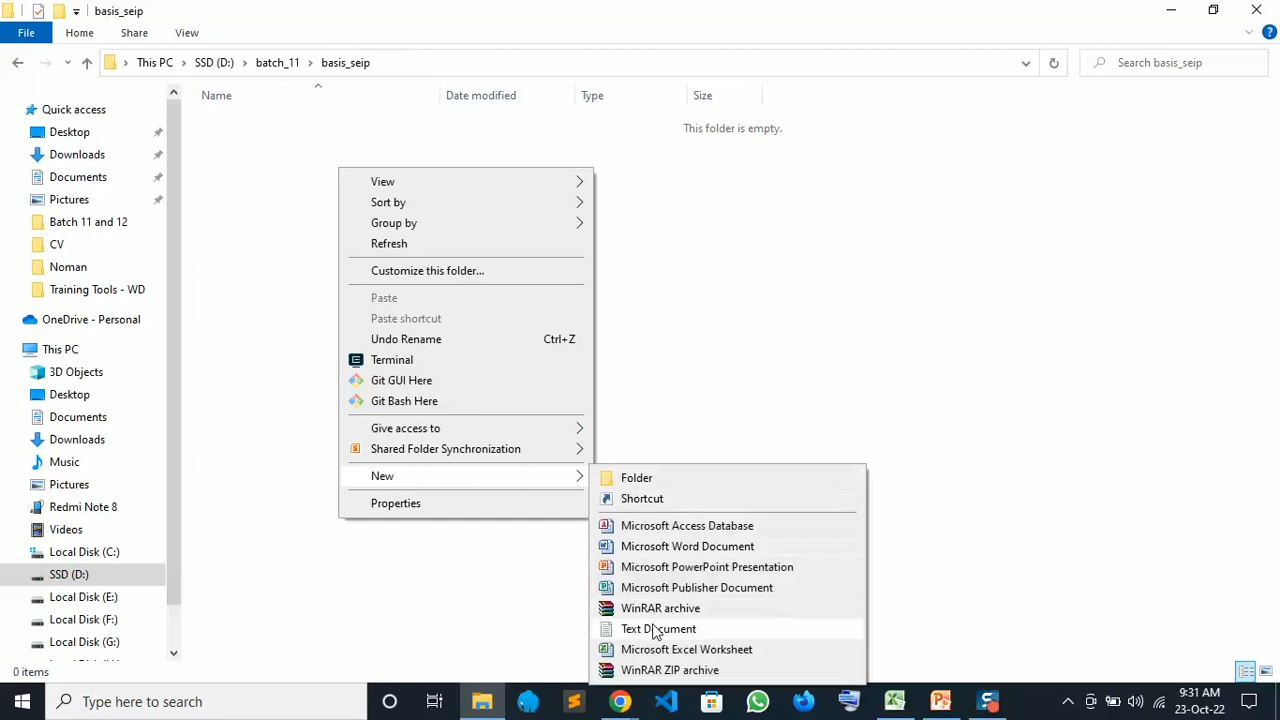 basis_seip
File
Home
Share
View
This PC
SSD (D:)
batch_11
basis_seip
Search basis_seip
Name
Date modified
Type
Size
This folder is empty.
Quick access
Desktop
Downloads
Documents
Pictures
Batch 11 and 12
CV
Noman
Training Tools - WD
OneDrive - Personal
This PC
3D Objects
Desktop
Documents
Downloads
Music
Pictures
Redmi Note 8
Videos
Local Disk (C:)
SSD (D:)
Local Disk (E:)
Local Disk (F:)
Local Disk (G:)
View
Sort by
Group by
Refresh
Customize this folder...
Paste
Paste shortcut
Undo Rename Ctrl+Z
Terminal
Git GUI Here
Git Bash Here
Give access to
Shared Folder Synchronization
New
Properties
Folder
Shortcut
Microsoft Access Database
Microsoft Word Document
Microsoft PowerPoint Presentation
Microsoft Publisher Document
WinRAR archive
Text Document
Microsoft Excel Worksheet
WinRAR ZIP archive
0 items
Type here to search
9:31 AM
23-Oct-22